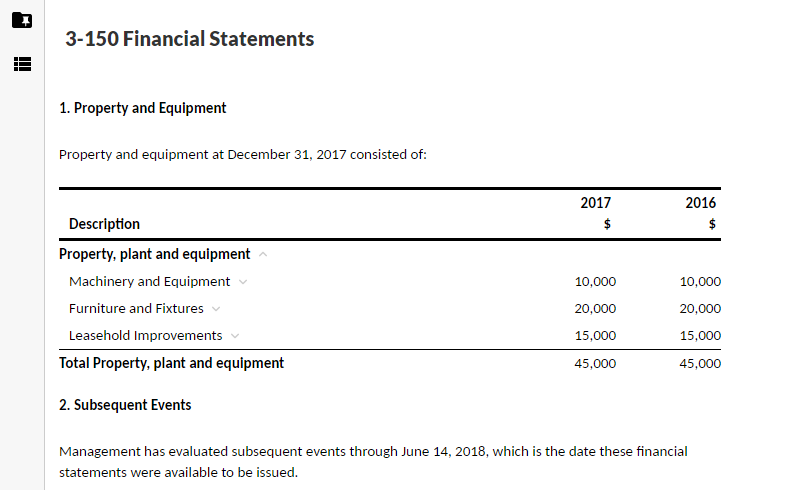 3-150 Financial Statements
1. Property and Equipment
Property and equipment at December 31, 2017 consisted of:
2017 2016
Description $ $
Property, plant and equipment
Machinery and Equipment 10,000 10,000
Furniture and Fixtures 20,000 20,000
Leasehold Improvements 15,000 15,000
Total Property, plant and equipment 45,000 45,000
2. Subsequent Events
Management has evaluated subsequent events through June 14, 2018, which is the date these financial
statements were available to be issued.